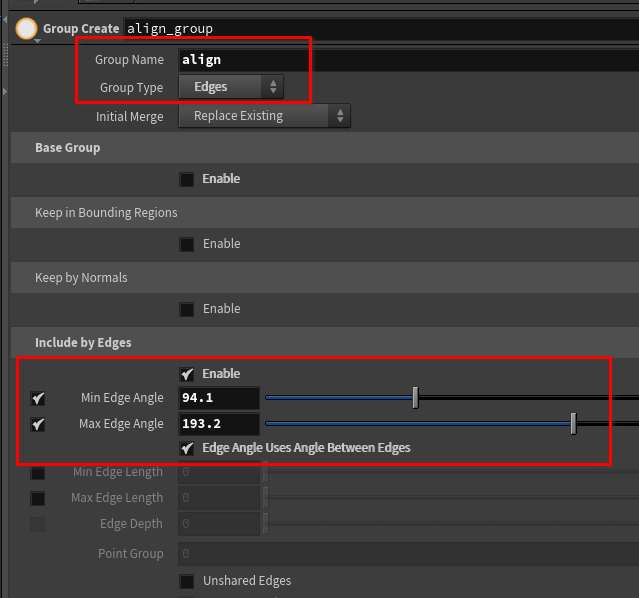 Group Create align_group
Group Name align
Group Type Edges
Initial Merge Replace Existing
Base Group
Enable
Keep in Bounding Regions
Enable
Keep by Normals
Enable
Include by Edges
Enable
Min Edge Angle 94.1
Max Edge Angle 193.2
Edge Angle Uses Angle Between Edges
Min Edge Length 0
Max Edge Length 0
Edge Depth 0
Point Group 0
Unshared Edges